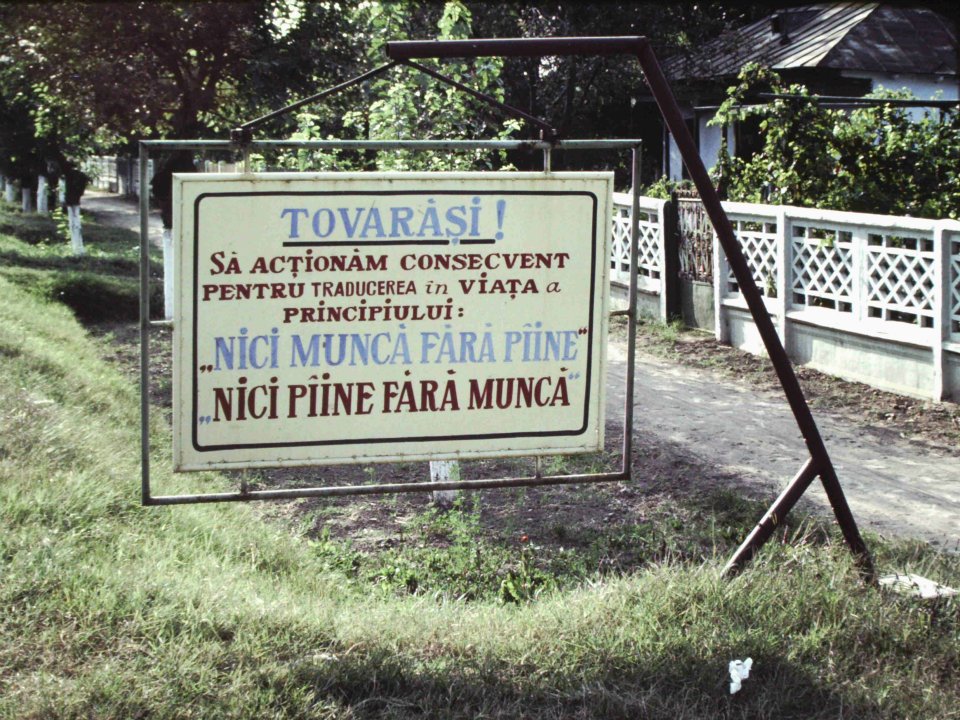 TOVARĂȘI!
SĂ ACȚIONĂM CONSECVENT
PENTRU TRADUCEREA în VIAȚA a
PRINCIPIULUI:
„NICI MUNCĂ FĂRĂ PÎINE"
„NICI PÎINE FĂRĂ MUNCĂ"